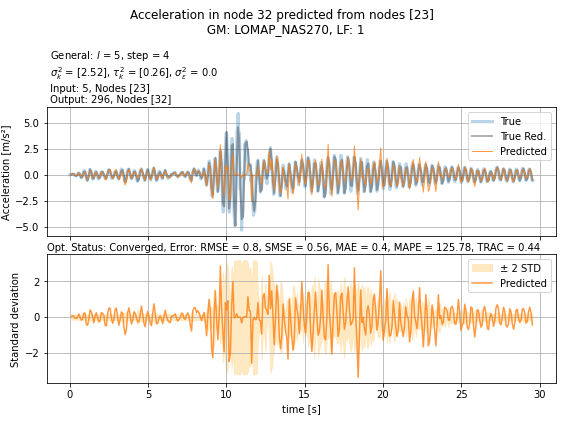 Acceleration in node 32 predicted from nodes [23]
GM: LOMAP_NAS270, LF: 1
General: l = 5, step = 4
σ²ₖ = [2.52], τ²ₖ = [0.26], σ²ₑ = 0.0
Input: 5, Nodes [23]
Output: 296, Nodes [32]
Acceleration [m/s²]
5.0
2.5
0.0
−2.5
−5.0
True
True Red.
Predicted
Opt. Status: Converged, Error: RMSE = 0.8, SMSE = 0.56, MAE = 0.4, MAPE = 125.78, TRAC = 0.44
Standard deviation
2
0
−2
± 2 STD
Predicted
0
5
10
15
20
25
30
time [s]